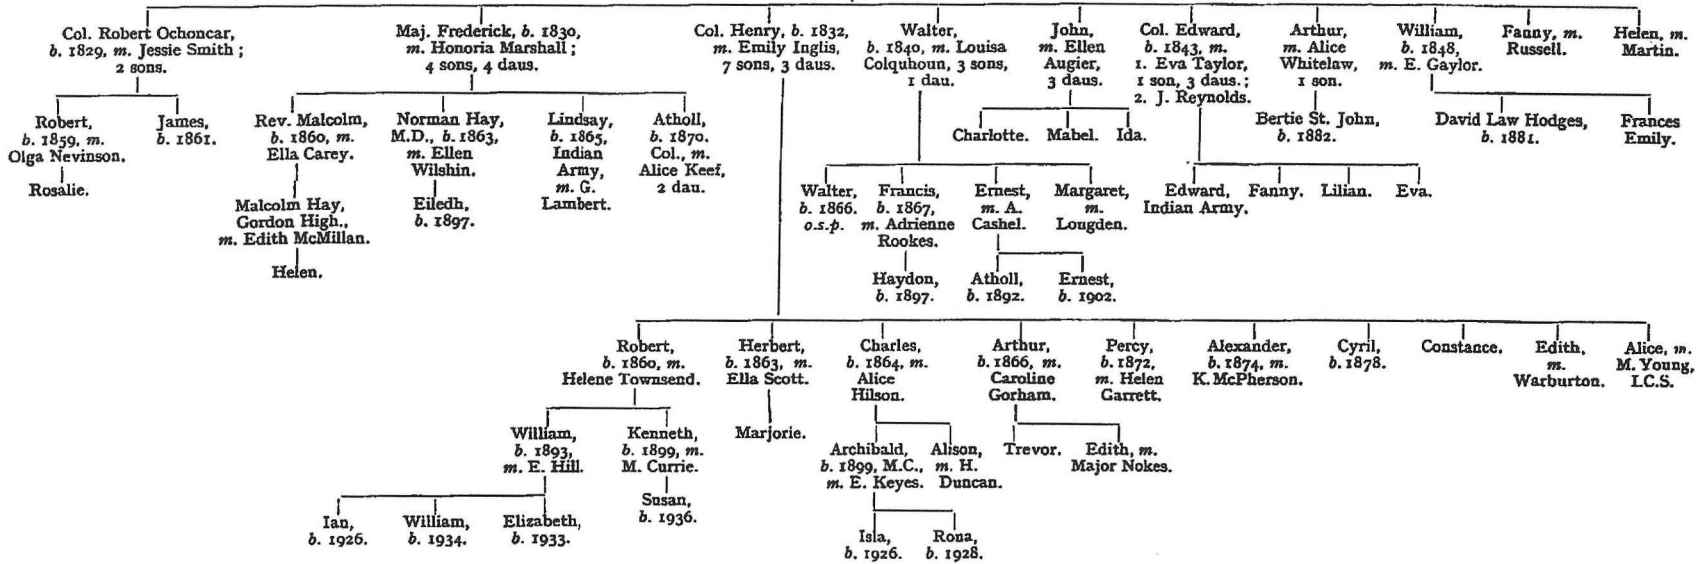 Col. Robert Ochoncar,
b. 1829, m. Jessie Smith ;
2 sons.
Maj. Frederick, b. 1830,
m. Honoria Marshall ;
4 sons, 4 daus.
Col. Henry, b. 1832,
m. Emily Inglis,
7 sons, 3 daus.
Walter,
b. 1840, m. Louisa
Colquhoun, 3 sons,
1 dau.
John,
m. Ellen
Augier,
3 daus.
Col. Edward,
b. 1843, m.
1. Eva Taylor,
1 son, 3 daus. ;
2. J. Reynolds.
Arthur,
m. Alice
Whitelaw,
1 son.
William,
b. 1848,
m. E. Gaylor.
Fanny, m.
Russell.
Helen, m.
Martin.
Robert,
b. 1859, m.
Olga Nevinson.
James,
b. 1861.
Rosalie.
Rev. Malcolm,
b. 1860, m.
Ella Carey.
Norman Hay,
M.D., b. 1863,
m. Ellen
Wilshin.
Lindsay,
b. 1865,
Indian
Army,
m. G.
Lambert.
Atholl,
b. 1870.
Col., m.
Alice Keef,
2 dau.
Malcolm Hay,
Gordon High.,
m. Edith McMillan.
Helen.
Eiledh,
b. 1897.
Charlotte.
Mabel.
Ida.
Bertie St. John,
b. 1882.
David Law Hodges,
b. 1881.
Frances
Emily.
Walter,
b. 1866.
o.s.p.
Francis,
b. 1867,
m. Adrienne
Rookes.
Ernest,
m. A.
Cashel.
Margaret,
m.
Longden.
Edward,
Indian Army.
Fanny.
Lilian.
Eva.
Haydon,
b. 1897.
Atholl,
b. 1892.
Ernest,
b. 1902.
Robert,
b. 1860, m.
Helene Townsend.
Herbert,
b. 1863, m.
Ella Scott.
Charles,
b. 1864, m.
Alice
Hilson.
Arthur,
b. 1866, m.
Caroline
Gorham.
Percy,
b. 1872,
m. Helen
Garrett.
Alexander,
b. 1874, m.
K. McPherson.
Cyril,
b. 1878.
Constance.
Edith,
m.
Warburton.
Alice, m.
M. Young,
I.C.S.
William,
b. 1893,
m. E. Hill.
Kenneth,
b. 1899, m.
M. Currie.
Marjorie.
Archibald,
b. 1899, M.C.,
m. E. Keyes.
Alison,
m. H.
Duncan.
Trevor.
Edith, m.
Major Nokes.
Ian,
b. 1926.
William,
b. 1934.
Elizabeth,
b. 1933.
Susan,
b. 1936.
Isla,
b. 1926.
Rona,
b. 1928.